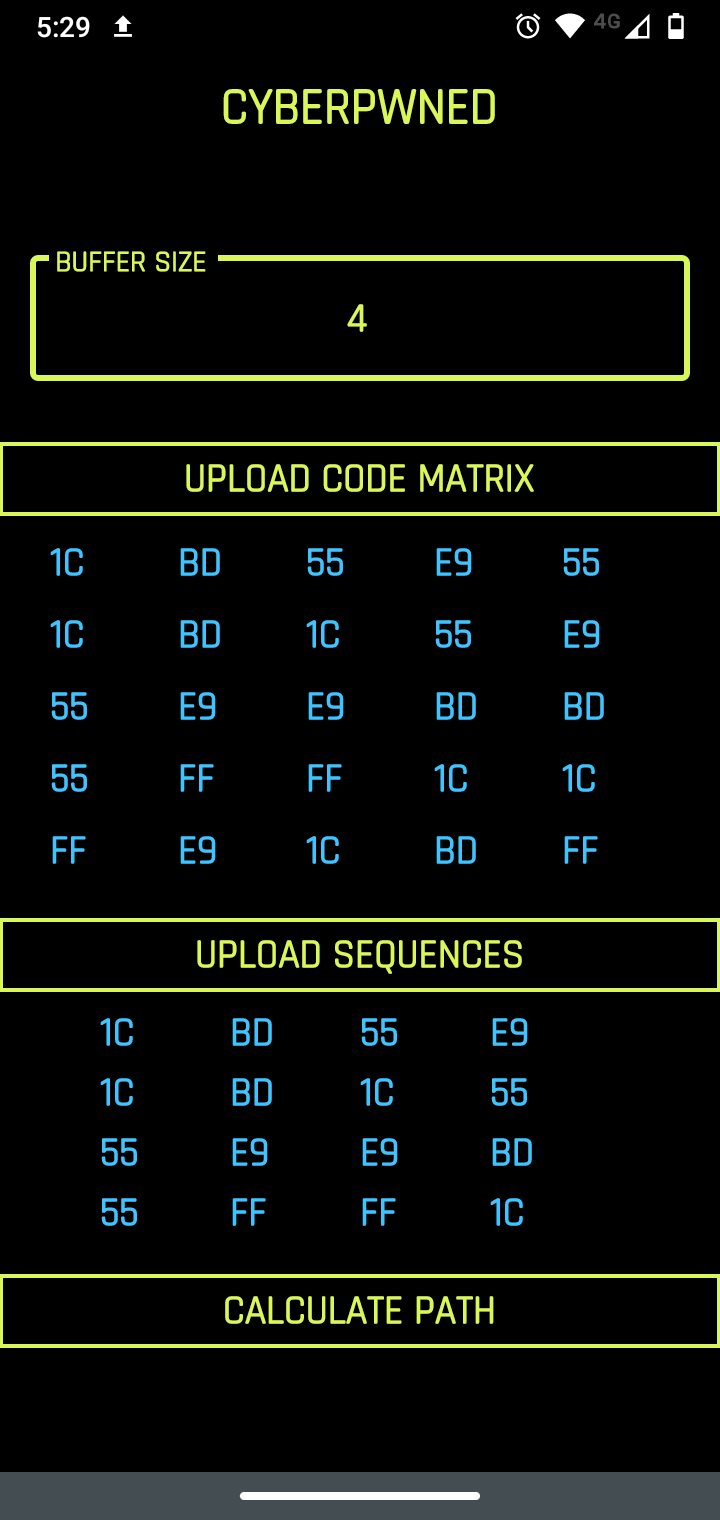 5:29 4G
CYBERPWNED
BUFFER SIZE
4
UPLOAD CODE MATRIX
1C BD 55 E9 55
1C BD 1C 55 E9
55 E9 E9 BD BD
55 FF FF 1C 1C
FF E9 1C BD FF
UPLOAD SEQUENCES
1C BD 55 E9
1C BD 1C 55
55 E9 E9 BD
55 FF FF 1C
CALCULATE PATH